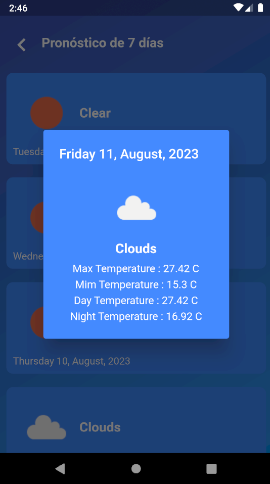 2:46
Pronóstico de 7 días
Clear
Tuesda
Friday 11, August, 2023
Clouds
Max Temperature : 27.42 C
Mim Temperature : 15.3 C
Day Temperature : 27.42 C
Night Temperature : 16.92 C
Wedne
Thursday 10, August, 2023
Clouds